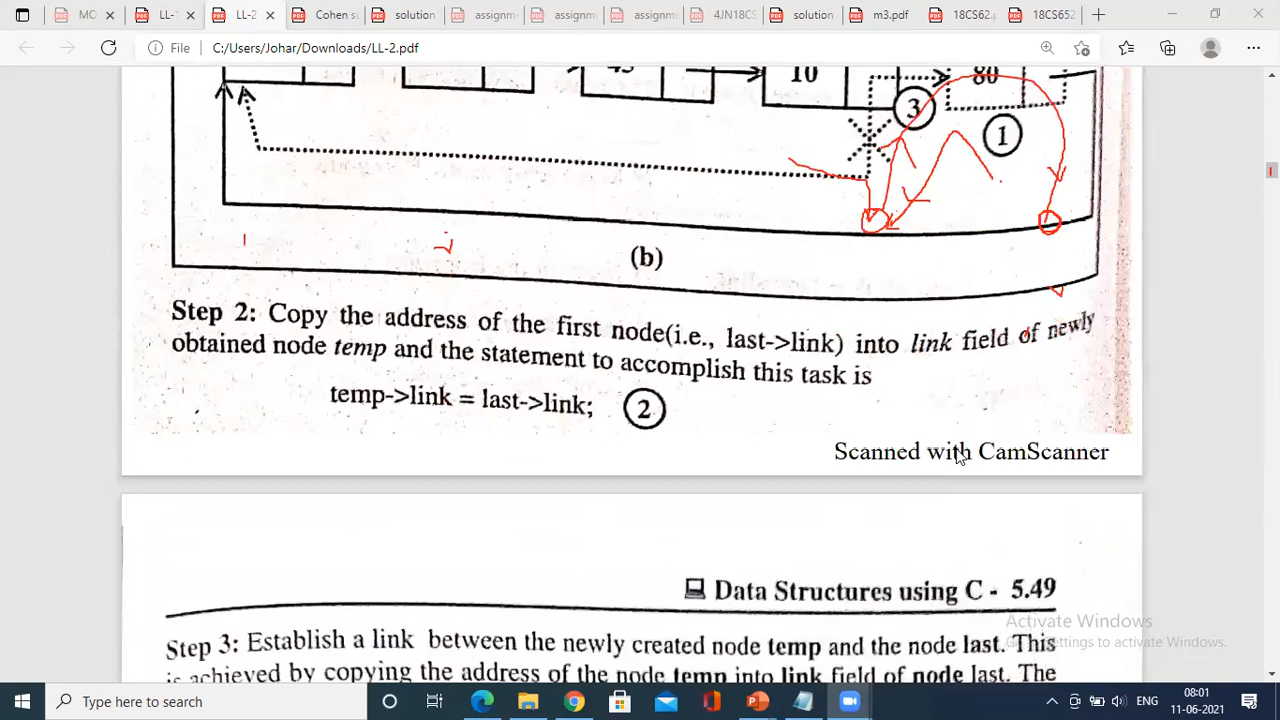 MC
LL-
LL-2
Cohen s
solution
assignm
assignm
assignm
4JN18CS
solution
m3.pdf
18CS62.
18CS652
File
C:/Users/Johar/Downloads/LL-2.pdf
45
10
80
3
1
(b)
Step 2: Copy the address of the first node(i.e., last->link) into link field of newly
obtained node temp and the statement to accomplish this task is
temp->link = last->link; 2
Scanned with CamScanner
Data Structures using C - 5.49
Step 3: Establish a link between the newly created node temp and the node last. This
is achieved by copying the address of the node temp into link field of node last. The
Activate Windows
Go to Settings to activate Windows.
Type here to search
ENG
08:01
11-06-2021